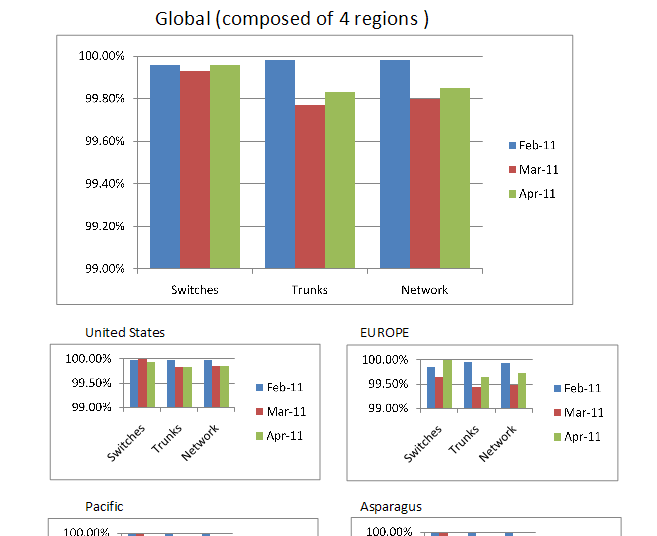 Global (composed of 4 regions )
100.00%
99.80%
99.60%
99.40%
99.20%
99.00%
Switches Trunks Network
Feb-11
Mar-11
Apr-11
United States
100.00%
99.50%
99.00%
Switches Trunks Network
Feb-11
Mar-11
Apr-11
EUROPE
100.00%
99.50%
99.00%
Switches Trunks Network
Feb-11
Mar-11
Apr-11
Pacific
100.00%
Asparagus
100.00%